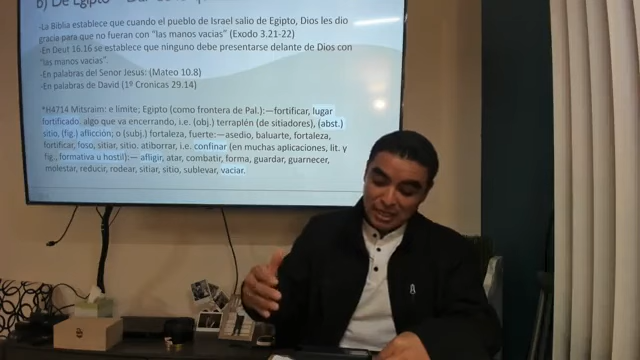 b) De Egipto
-La Biblia establece que cuando el pueblo de Israel salio de Egipto, Dios les dio
gracia para que no fueran con "las manos vacias" (Exodo 3.21-22)
-En Deut 16.16 se establece que ninguno debe presentarse delante de Dios con
"las manos vacias".
-En palabras del Senor Jesus: (Mateo 10.8)
-En palabras de David (1º Cronicas 29.14)
*H4714 Mitsraim: e limite; Egipto (como frontera de Pal.):—fortificar, lugar
fortificado. algo que va encerrando, i.e. (obj.) terraplén (de sitiadores), (abst.)
sitio, (fig.) aflicción; o (subj.) fortaleza, fuerte:—asedio, baluarte, fortaleza,
fortificar, foso, sitiar, sitio. atiborrar, i.e. confinar (en muchas aplicaciones, lit. y
fig., formativa u hostil):— afligir, atar, combatir, forma, guardar, guarnecer,
molestar, reducir, rodear, sitiar, sitio, sublevar, vaciar.